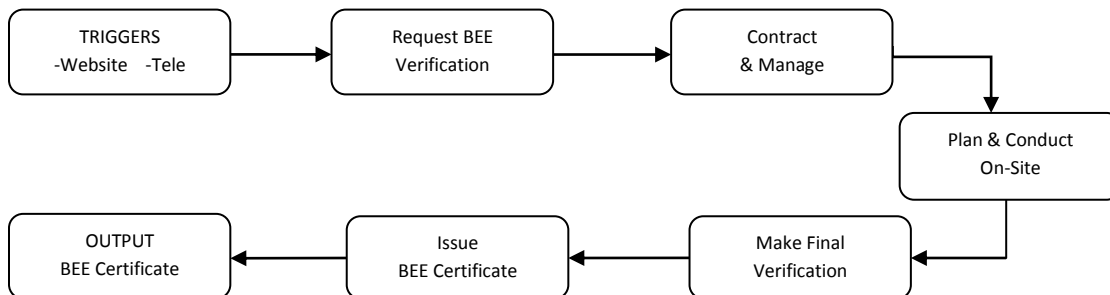 TRIGGERS
-Website -Tele
Request BEE
Verification
Contract
& Manage
Plan & Conduct
On-Site
Make Final
Verification
Issue
BEE Certificate
OUTPUT
BEE Certificate